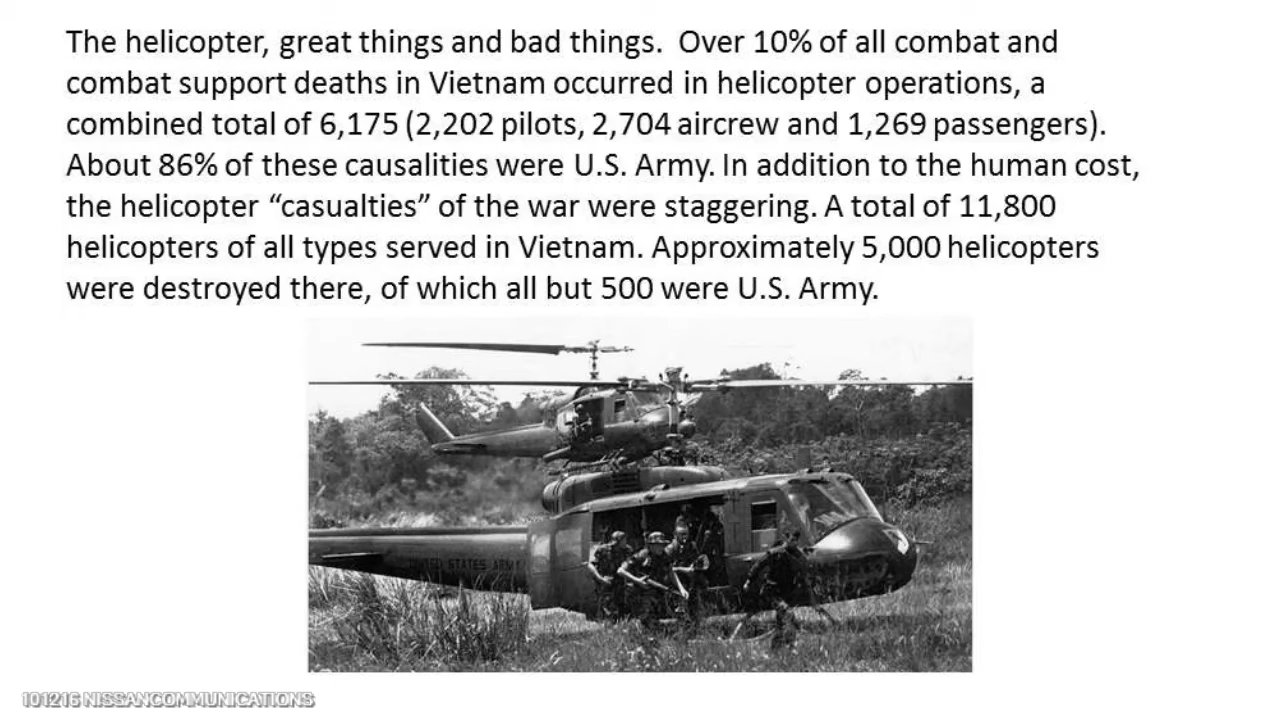 The helicopter, great things and bad things.  Over 10% of all combat and
combat support deaths in Vietnam occurred in helicopter operations, a
combined total of 6,175 (2,202 pilots, 2,704 aircrew and 1,269 passengers).
About 86% of these causalities were U.S. Army. In addition to the human cost,
the helicopter “casualties” of the war were staggering. A total of 11,800
helicopters of all types served in Vietnam. Approximately 5,000 helicopters
were destroyed there, of which all but 500 were U.S. Army.
UNITED STATES ARMY
101216 NISSANCOMMUNICATIONS